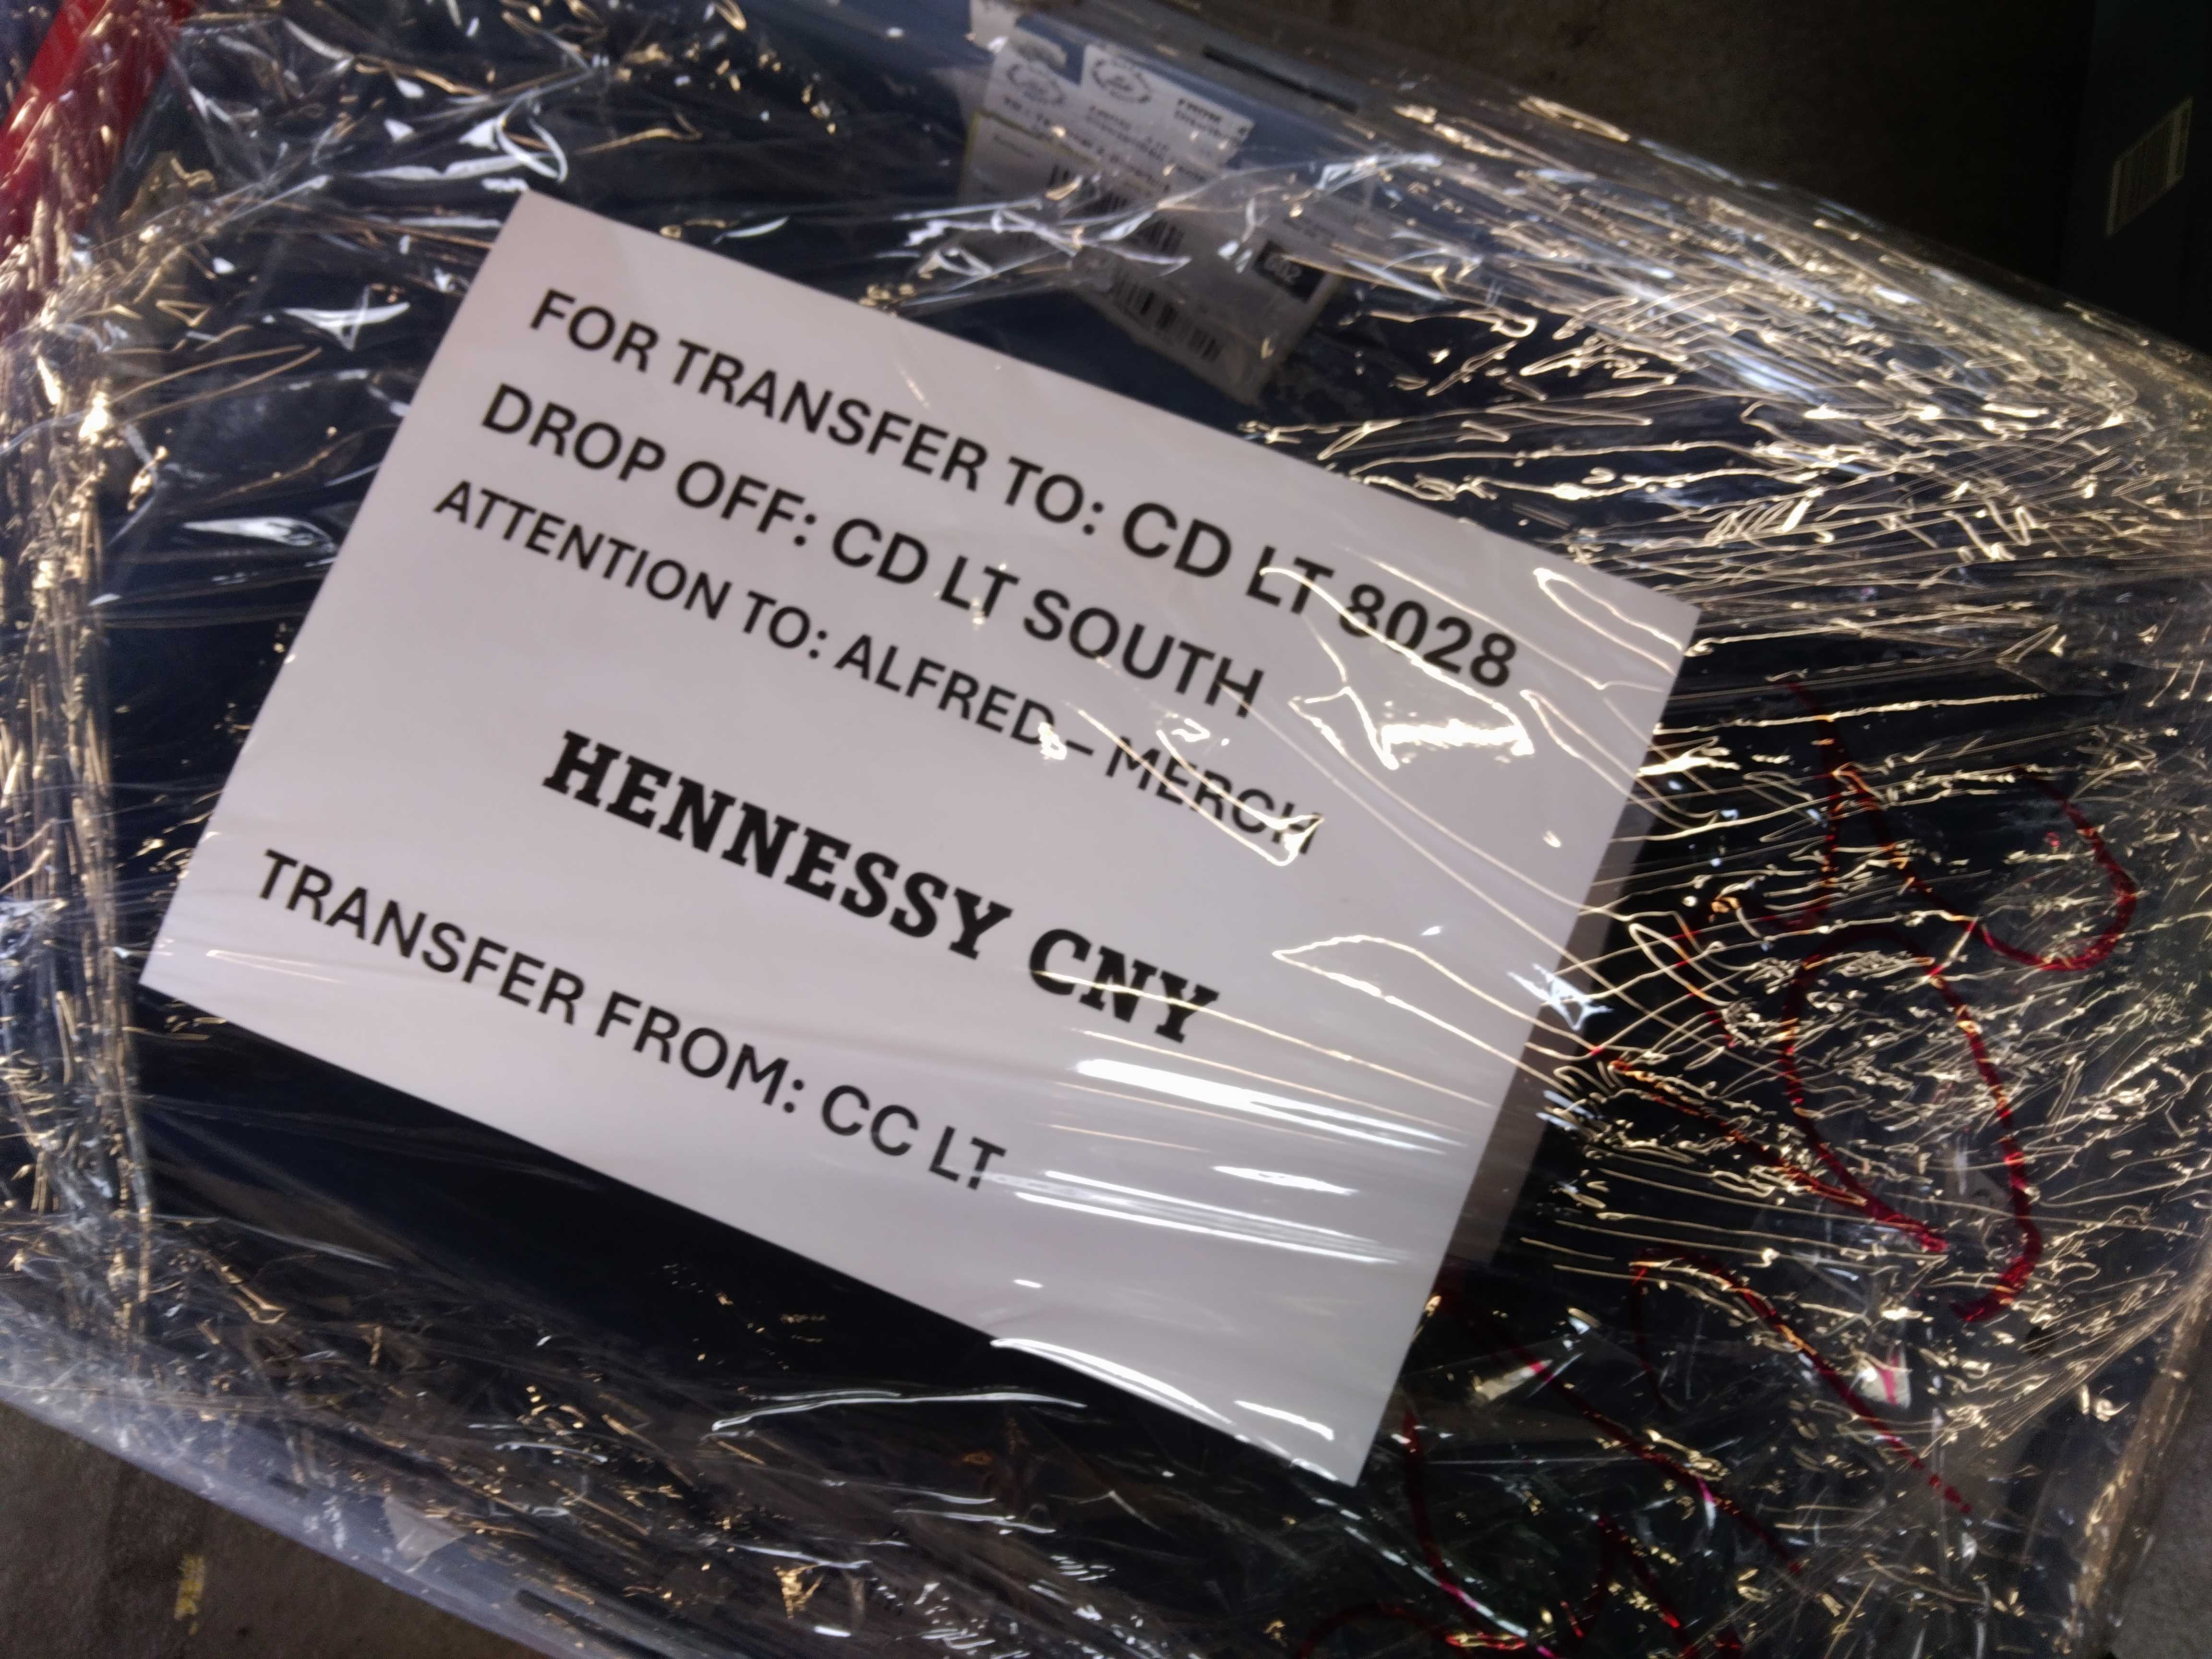 FOR TRANSFER TO: CD LT 8028
DROP OFF: CD LT SOUTH
ATTENTION TO: ALFRED – MERCH
HENNESSY CNY
TRANSFER FROM: CC LT